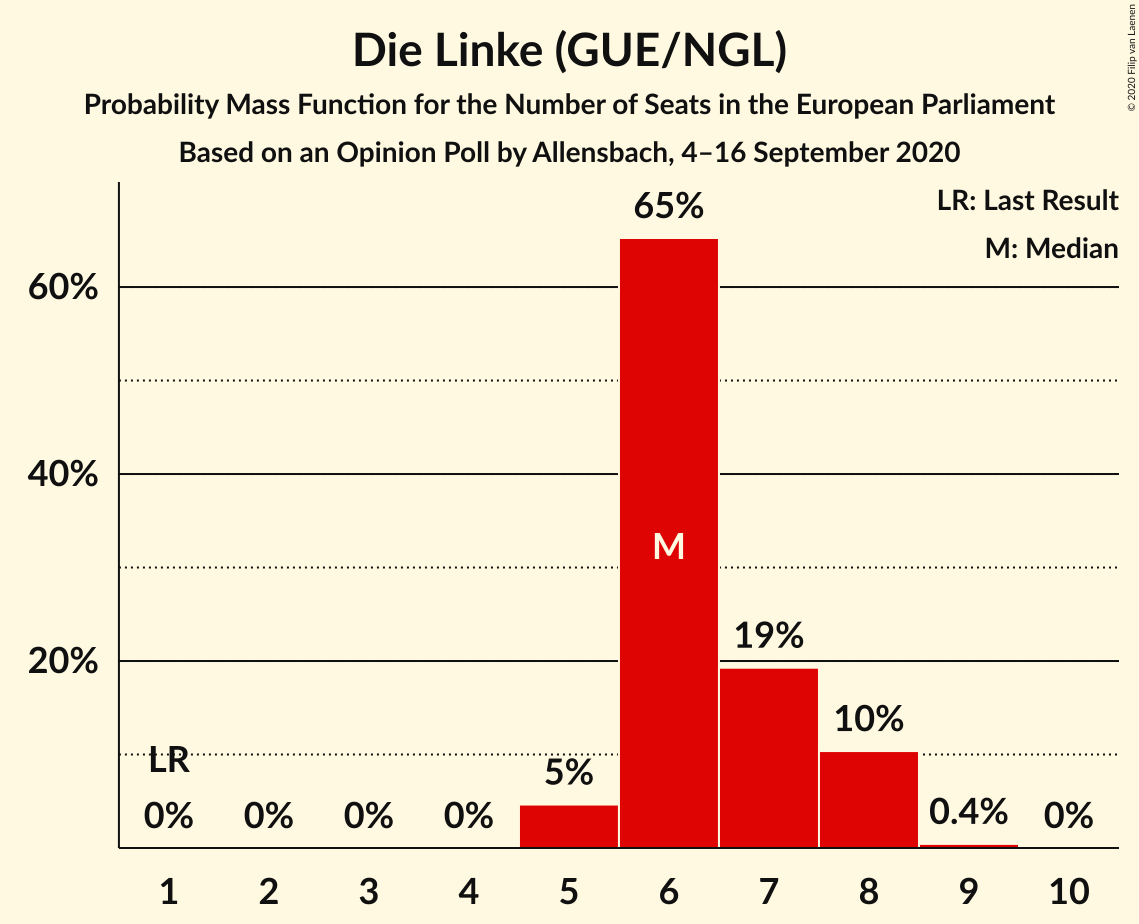 Die Linke (GUE/NGL)
Probability Mass Function for the Number of Seats in the European Parliament
Based on an Opinion Poll by Allensbach, 4–16 September 2020
© 2020 Filip van Laenen
LR: Last Result
M: Median
65%
60%
40%
M
19%
20%
10%
LR
5%
0%
0%
0%
0%
0.4%
0%
1 2 3 4 5 6 7 8 9 10